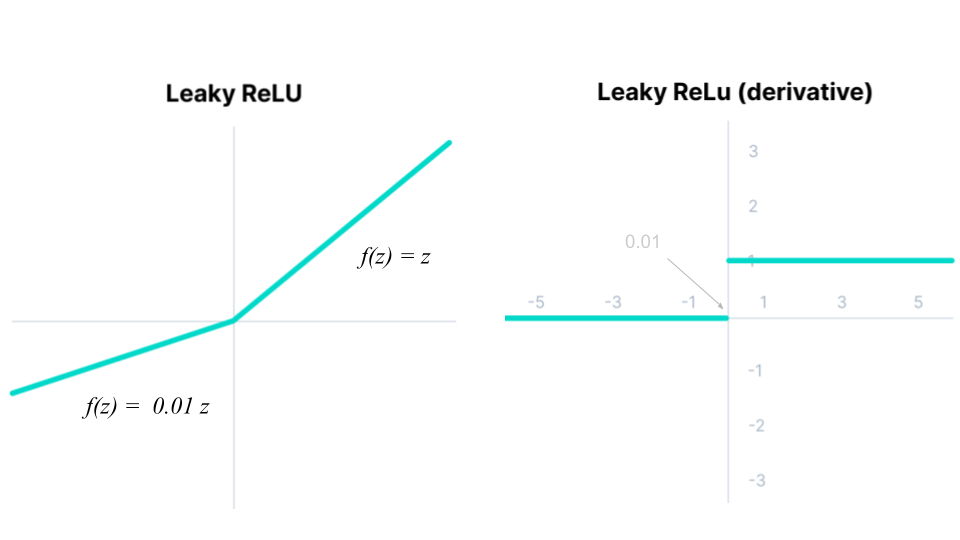 Leaky ReLU
f(z) = z
f(z) = 0.01 z
Leaky ReLu (derivative)
3
2
0.01
1
-5 -3 -1 1 3 5
-1
-2
-3